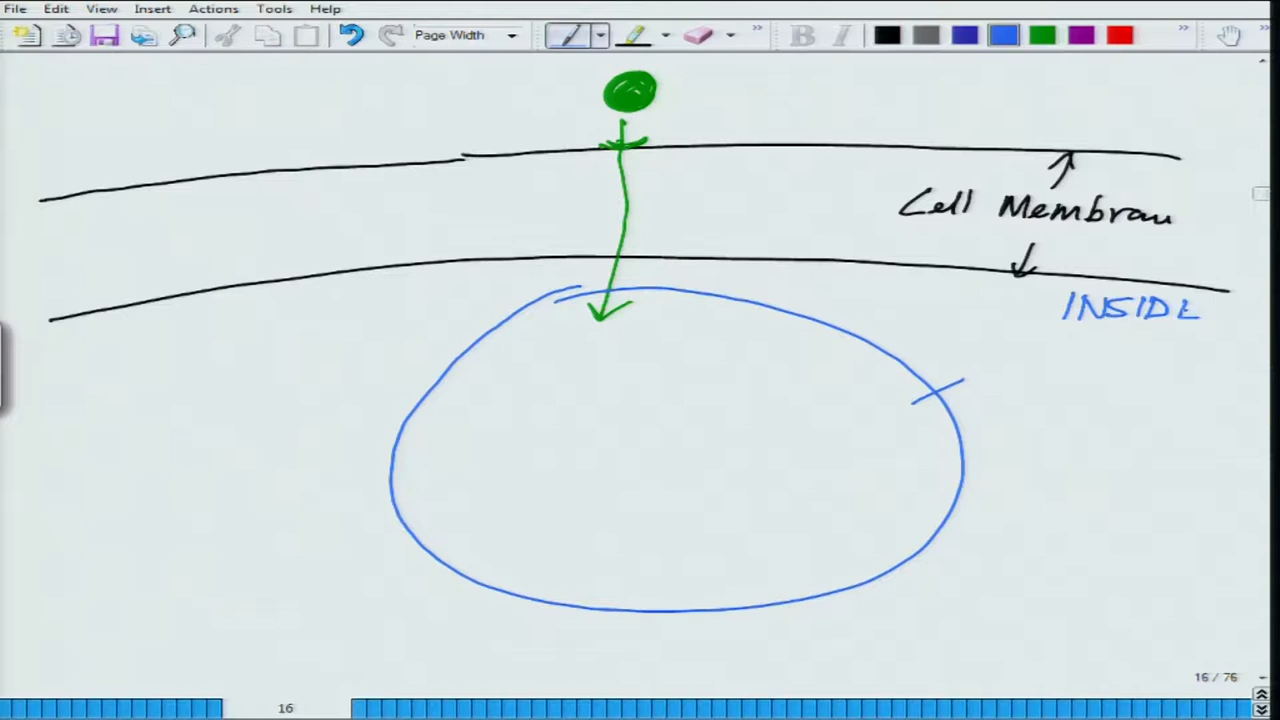 File Edit View Insert Actions Tools Help
Page Width
Cell Membran
INSIDE
16 / 76
16